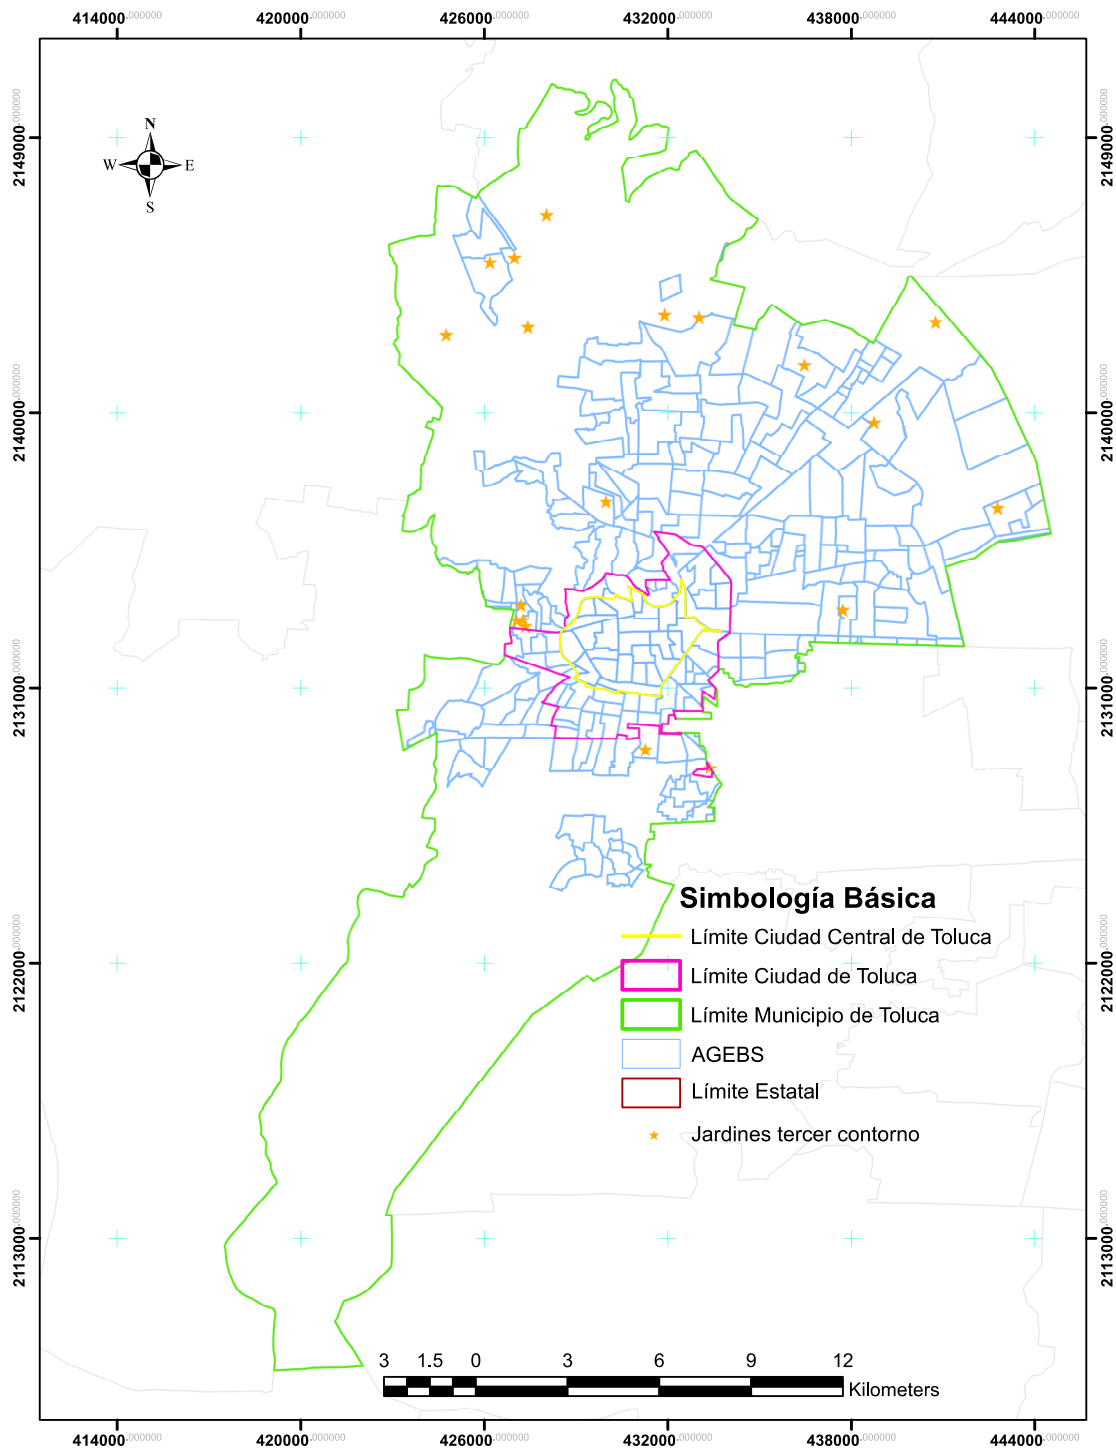 414000.000000 420000.000000 426000.000000 432000.000000 438000.000000 444000.000000
2149000.000000
2149000.000000
N
W E
S
2140000.000000
2140000.000000
2131000.000000
2131000.000000
Simbología Básica
Límite Ciudad Central de Toluca
Límite Ciudad de Toluca
Límite Municipio de Toluca
AGEBS
Límite Estatal
Jardines tercer contorno
2122000.000000
2122000.000000
2113000.000000
2113000.000000
3 1.5 0 3 6 9 12
Kilometers
414000.000000 420000.000000 426000.000000 432000.000000 438000.000000 444000.000000